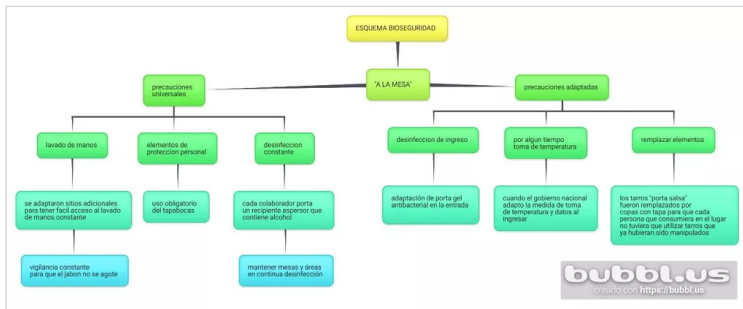 ESQUEMA BIOSEGURIDAD
"A LA MESA"
precauciones
universales
precauciones adaptadas
lavado de manos
elementos de
proteccion personal
desinfeccion
constante
desinfeccion de ingreso
por algun tiempo
toma de temperatura
remplazar elementos
se adaptaron sitios adicionales
para tener facil acceso al lavado
de manos constante
uso obligatorio
del tapabocas
cada colaborador porta
un recipiente aspersor que
contiene alcohol
adaptación de porta gel
antibacterial en la entrada
cuando el gobierno nacional
adapto la medida de toma
de temperatura y datos al
ingresar
los tarros "porta salsa"
fueron remplazados por
copas con tapa para que cada
persona que consumiera en el lugar
no tuviera que utilizar tarros que
ya hubieran sido manipulados
vigilancia constante
para que el jabon no se agote
mantener mesas y áreas
en continua desinfección
bubbl.us
creado con https://bubbl.us